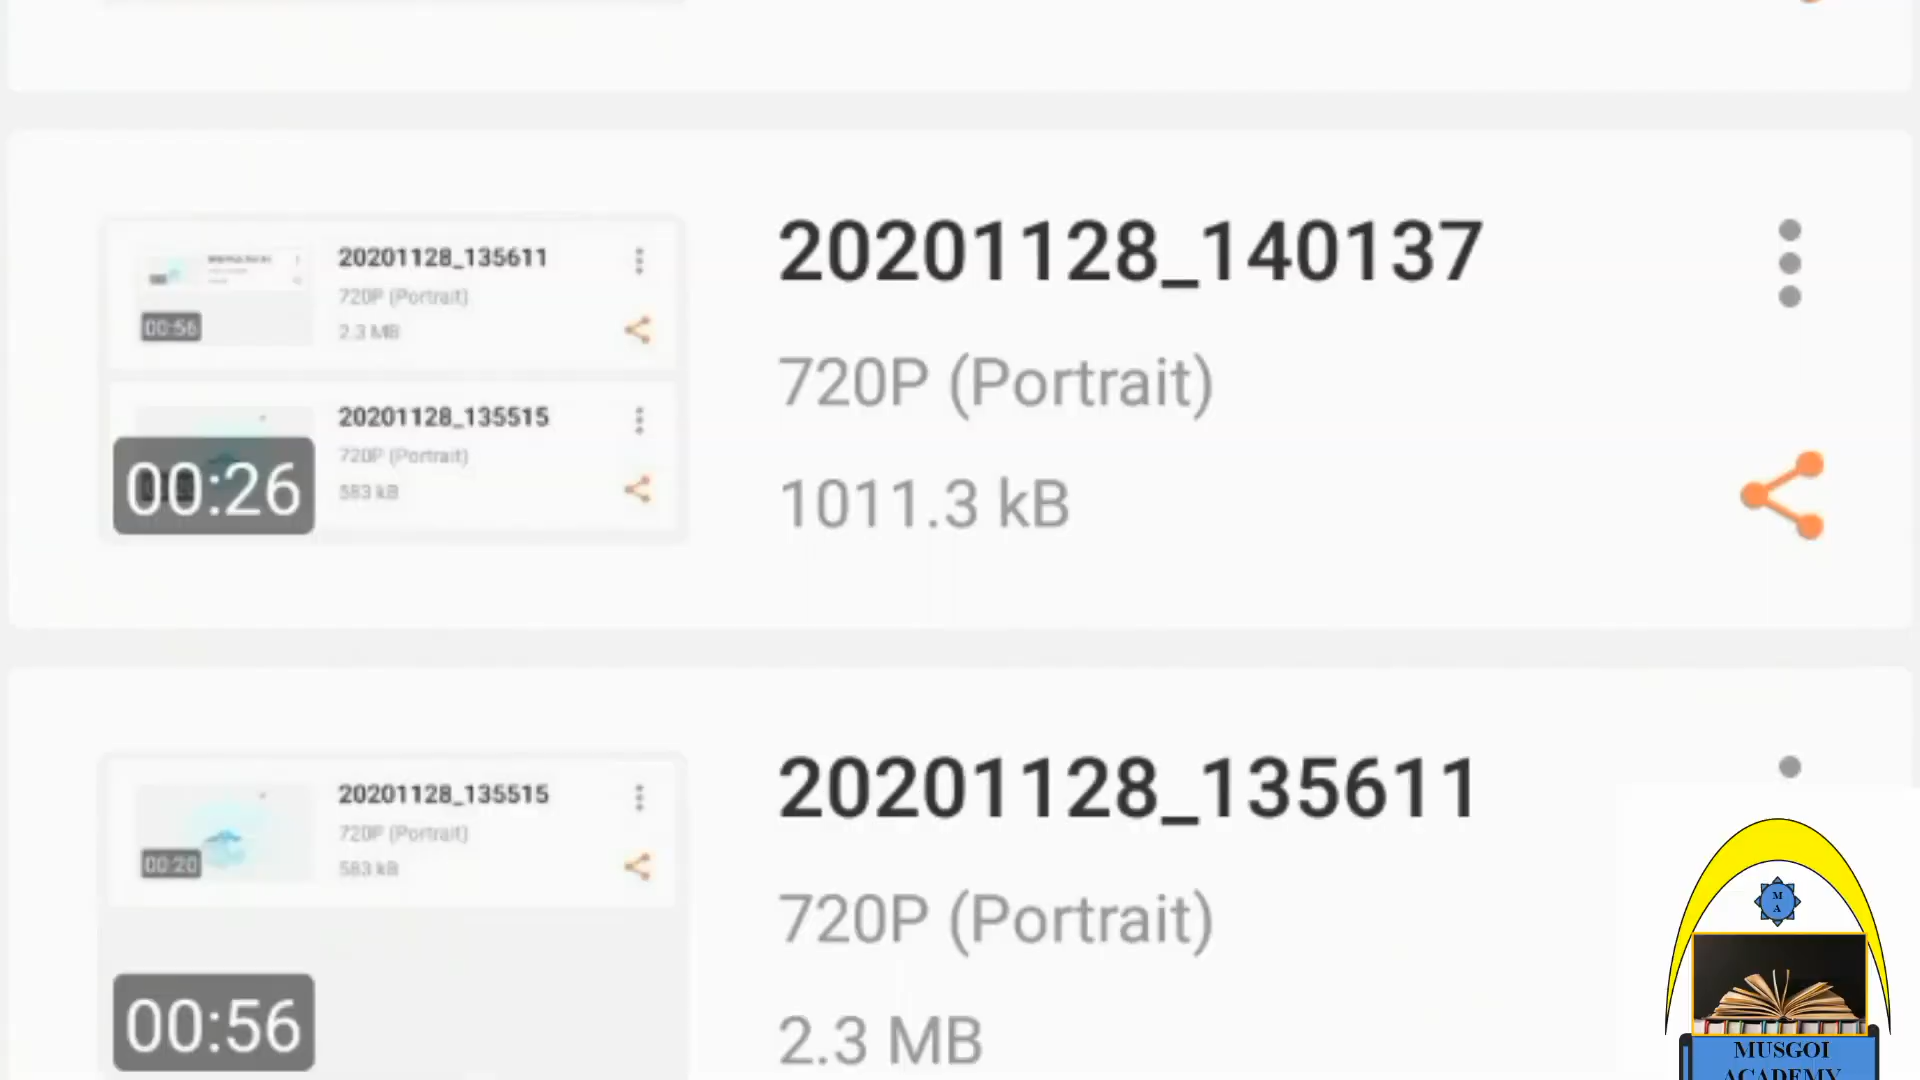 20201128_140137
720P (Portrait)
1011.3 kB
00:26
20201128_135611
720P (Portrait)
2.3 MB
00:56
20201128_135515
720P (Portrait)
583 kB
20201128_135611
720P (Portrait)
2.3 MB
00:56
20201128_135515
720P (Portrait)
583 kB
00:20
M
A
MUSGOI
ACADEMY